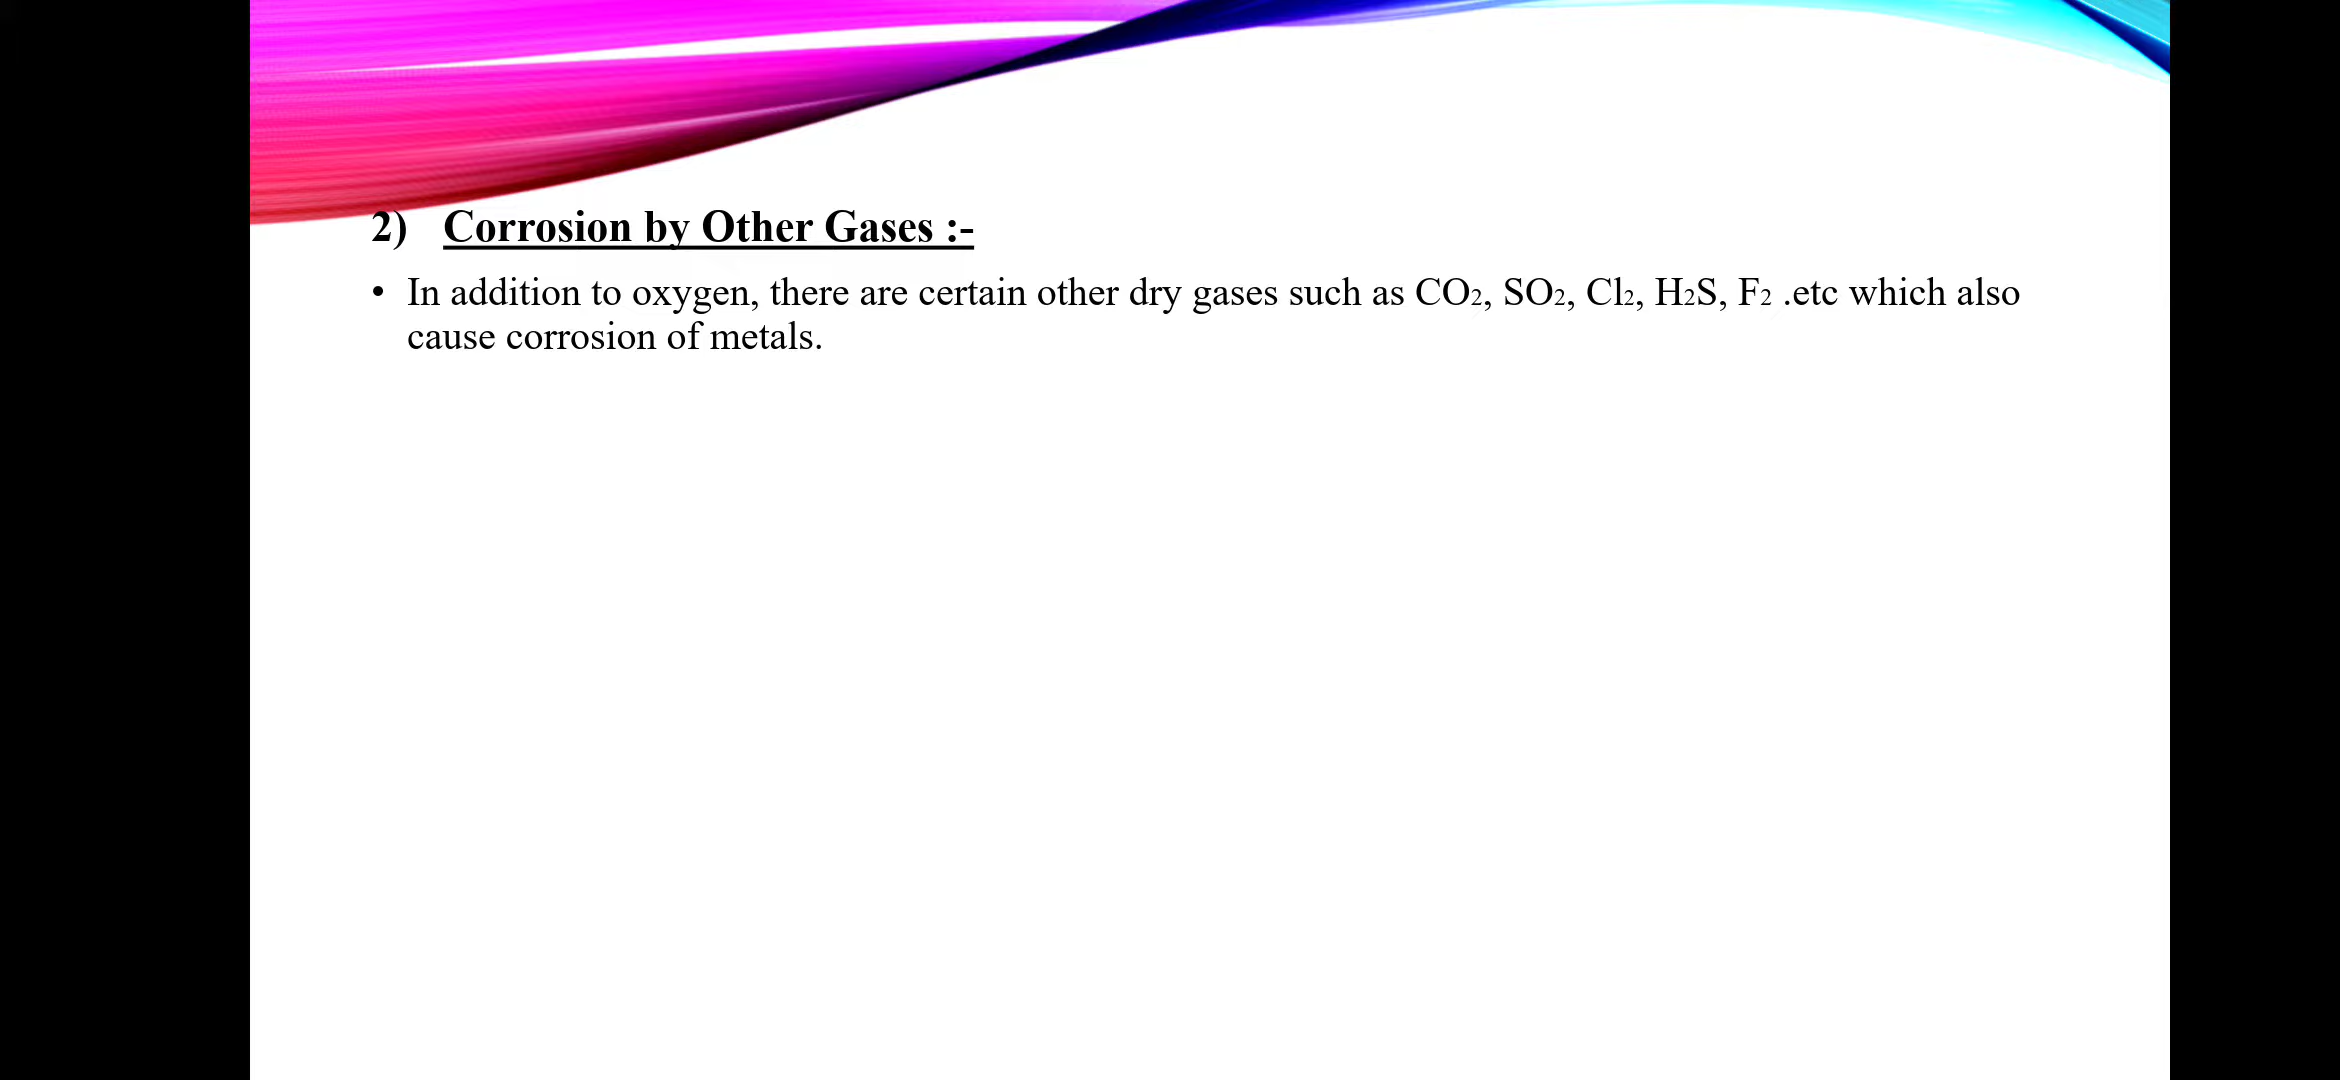 2) Corrosion by Other Gases :-
• In addition to oxygen, there are certain other dry gases such as CO₂, SO₂, Cl₂, H₂S, F₂ .etc which also
cause corrosion of metals.